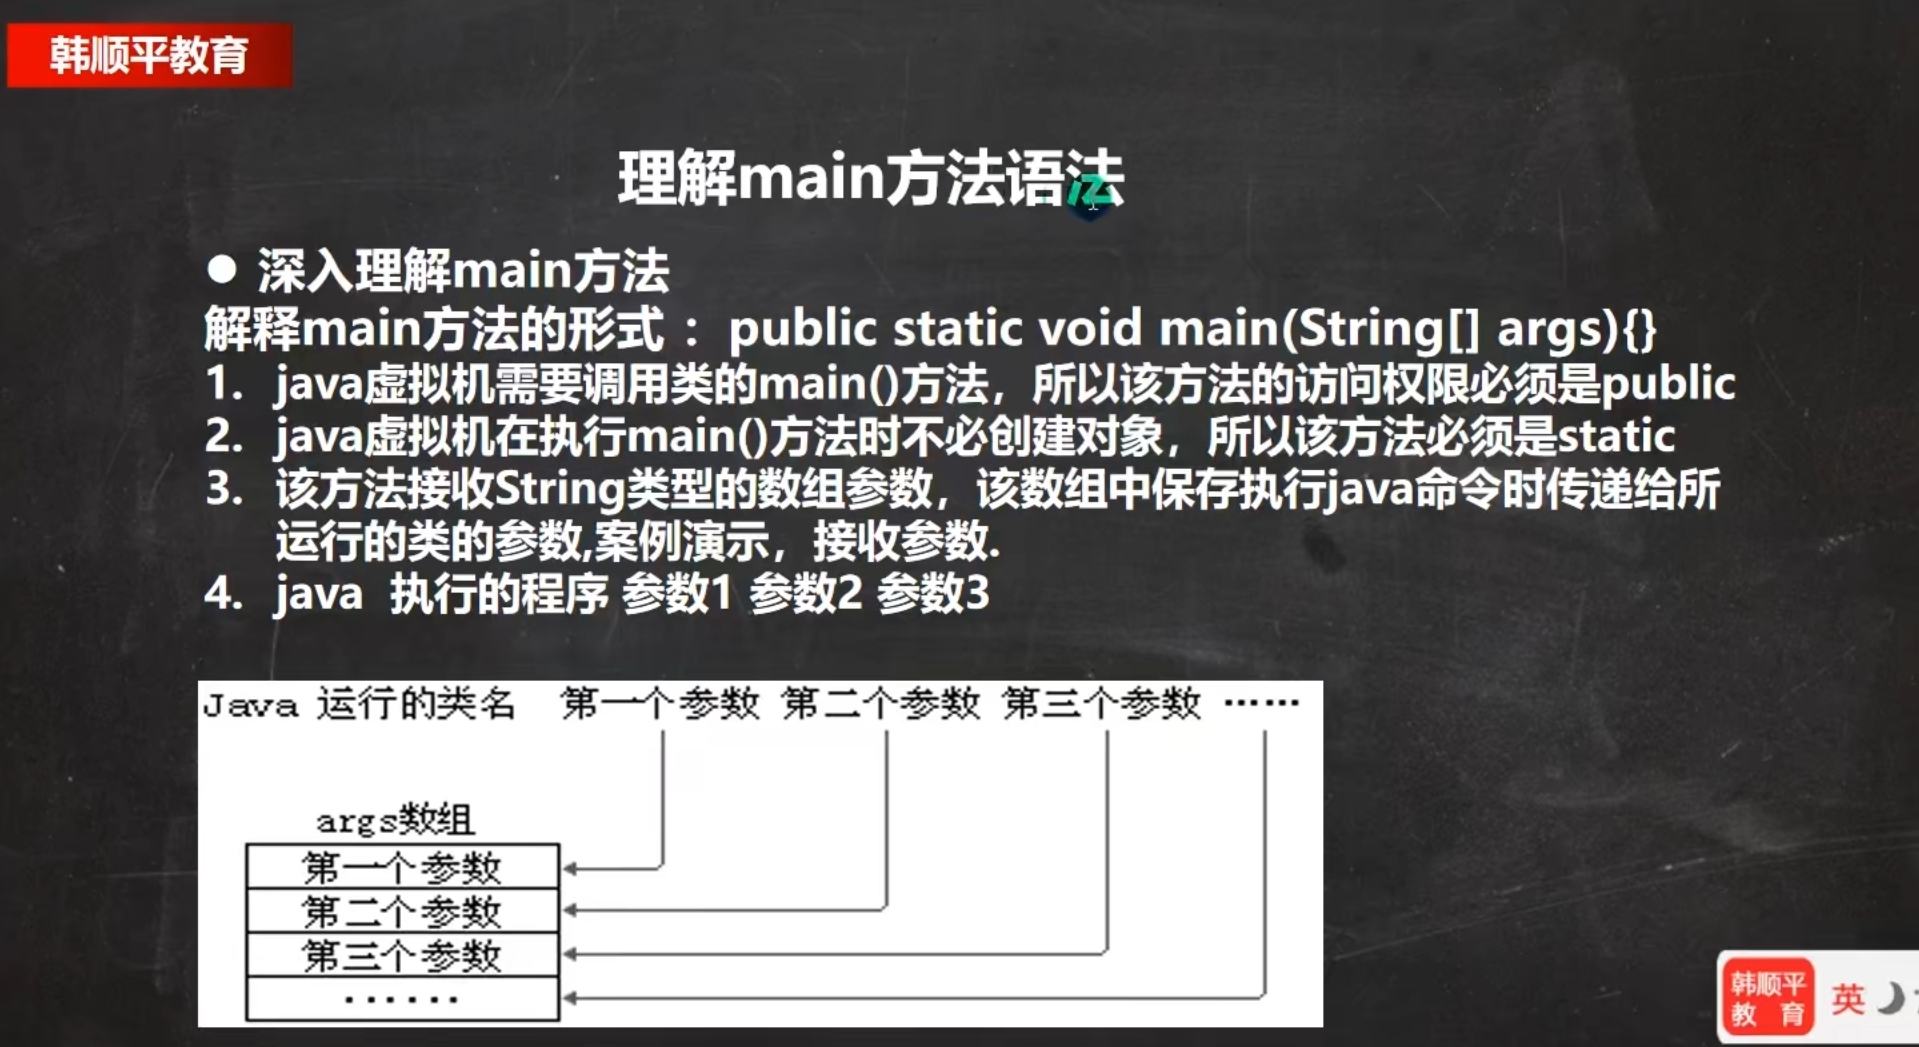 韩顺平教育
理解main方法语法
● 深入理解main方法
解释main方法的形式 ：public static void main(String[] args){}
1. java虚拟机需要调用类的main()方法，所以该方法的访问权限必须是public
2. java虚拟机在执行main()方法时不必创建对象，所以该方法必须是static
3. 该方法接收String类型的数组参数，该数组中保存执行java命令时传递给所
运行的类的参数,案例演示，接收参数.
4. java 执行的程序 参数1 参数2 参数3
Java 运行的类名 第一个参数 第二个参数 第三个参数 ……
args数组
第一个参数
第二个参数
第三个参数
……
韩顺平
教 育
英